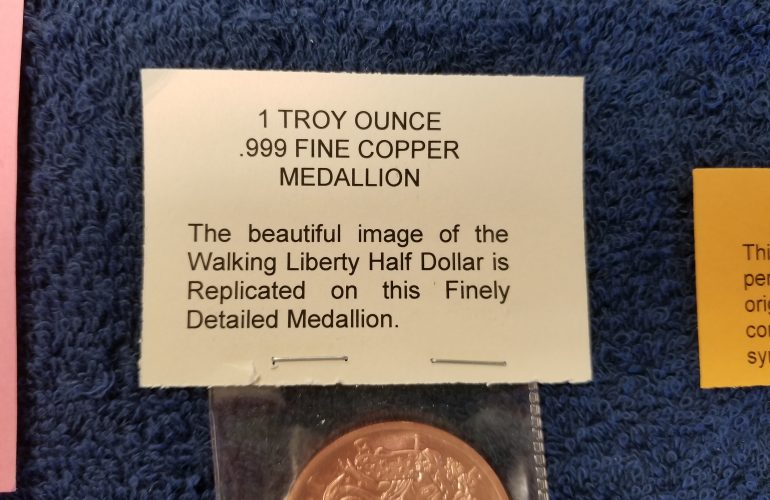 1 TROY OUNCE
.999 FINE COPPER
MEDALLION
The beautiful image of the
Walking Liberty Half Dollar is
Replicated on this Finely
Detailed Medallion.